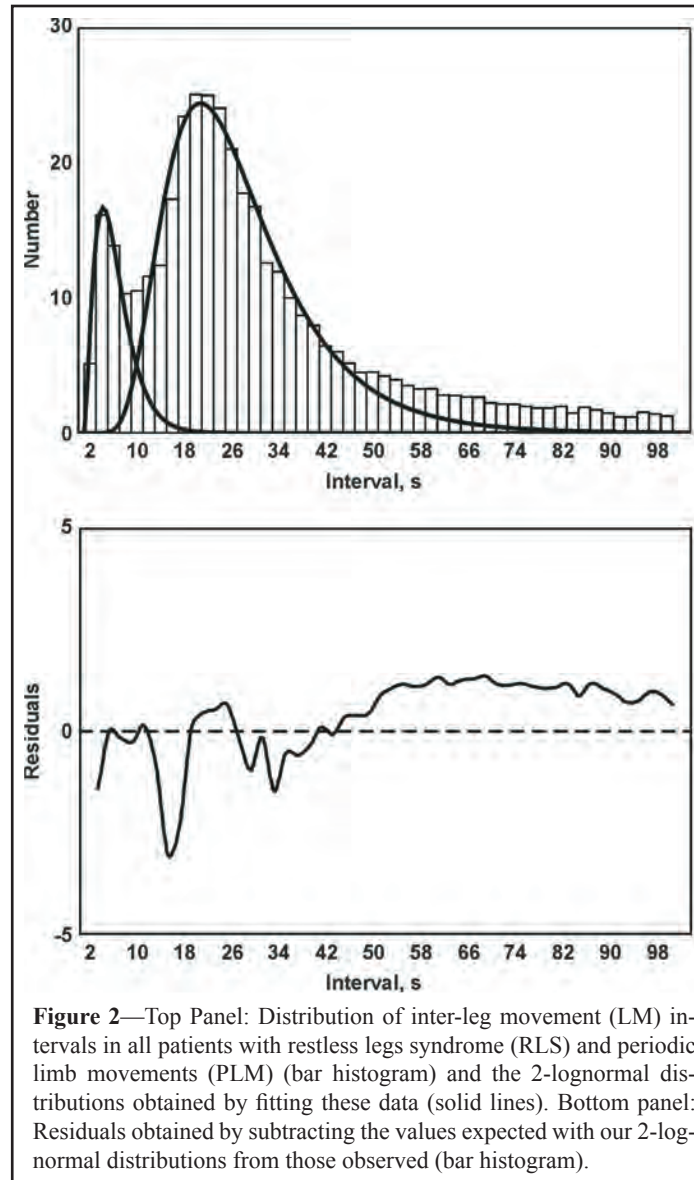 30
20
10
0
Number
2 10 18 26 34 42 50 58 66 74 82 90 98
Interval, s
5
0
-5
Residuals
2 10 18 26 34 42 50 58 66 74 82 90 98
Interval, s
Figure 2—Top Panel: Distribution of inter-leg movement (LM) in-
tervals in all patients with restless legs syndrome (RLS) and periodic
limb movements (PLM) (bar histogram) and the 2-lognormal dis-
tributions obtained by fitting these data (solid lines). Bottom panel:
Residuals obtained by subtracting the values expected with our 2-log-
normal distributions from those observed (bar histogram).